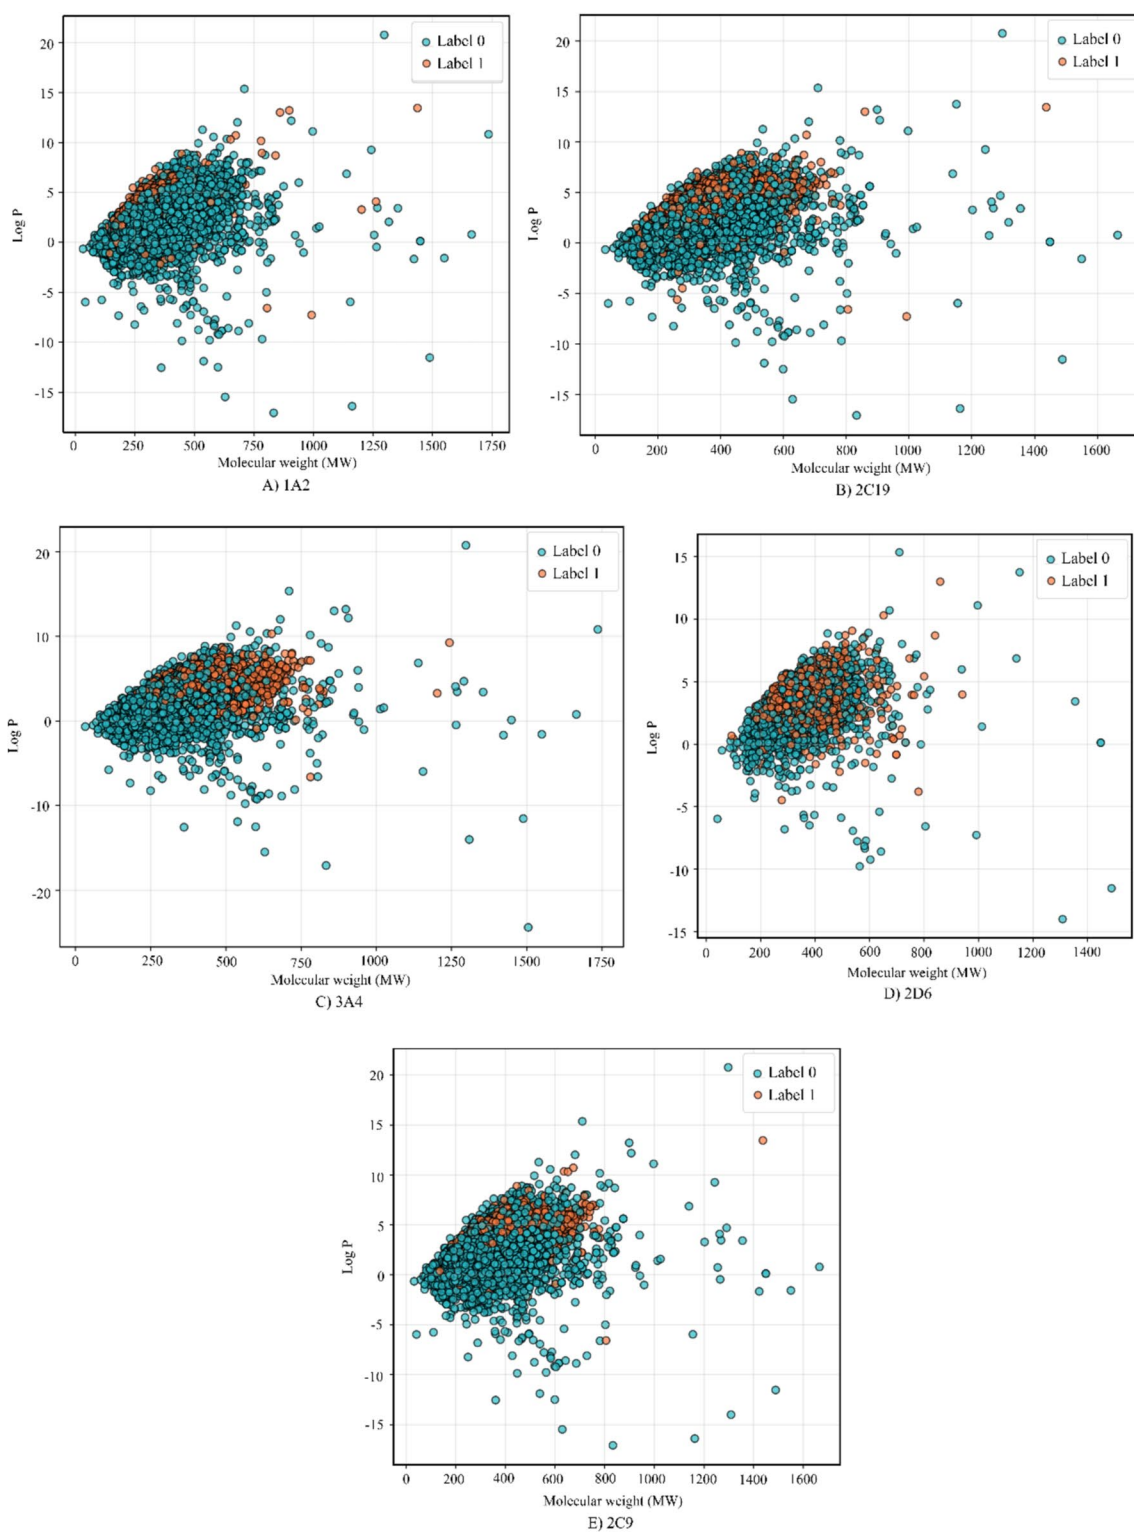 20
15
10
5
0
-5
-10
-15
Log P
0 250 500 750 1000 1250 1500 1750
Molecular weight (MW)
Label 0
Label 1
A) 1A2
20
15
10
5
0
-5
-10
-15
Log P
0 200 400 600 800 1000 1200 1400 1600
Molecular weight (MW)
Label 0
Label 1
B) 2C19
20
10
0
-10
-20
Log P
0 250 500 750 1000 1250 1500 1750
Molecular weight (MW)
Label 0
Label 1
C) 3A4
15
10
5
0
-5
-10
-15
Log P
0 200 400 600 800 1000 1200 1400
Molecular weight (MW)
Label 0
Label 1
D) 2D6
20
15
10
5
0
-5
-10
-15
Log P
0 200 400 600 800 1000 1200 1400 1600
Molecular weight (MW)
Label 0
Label 1
E) 2C9